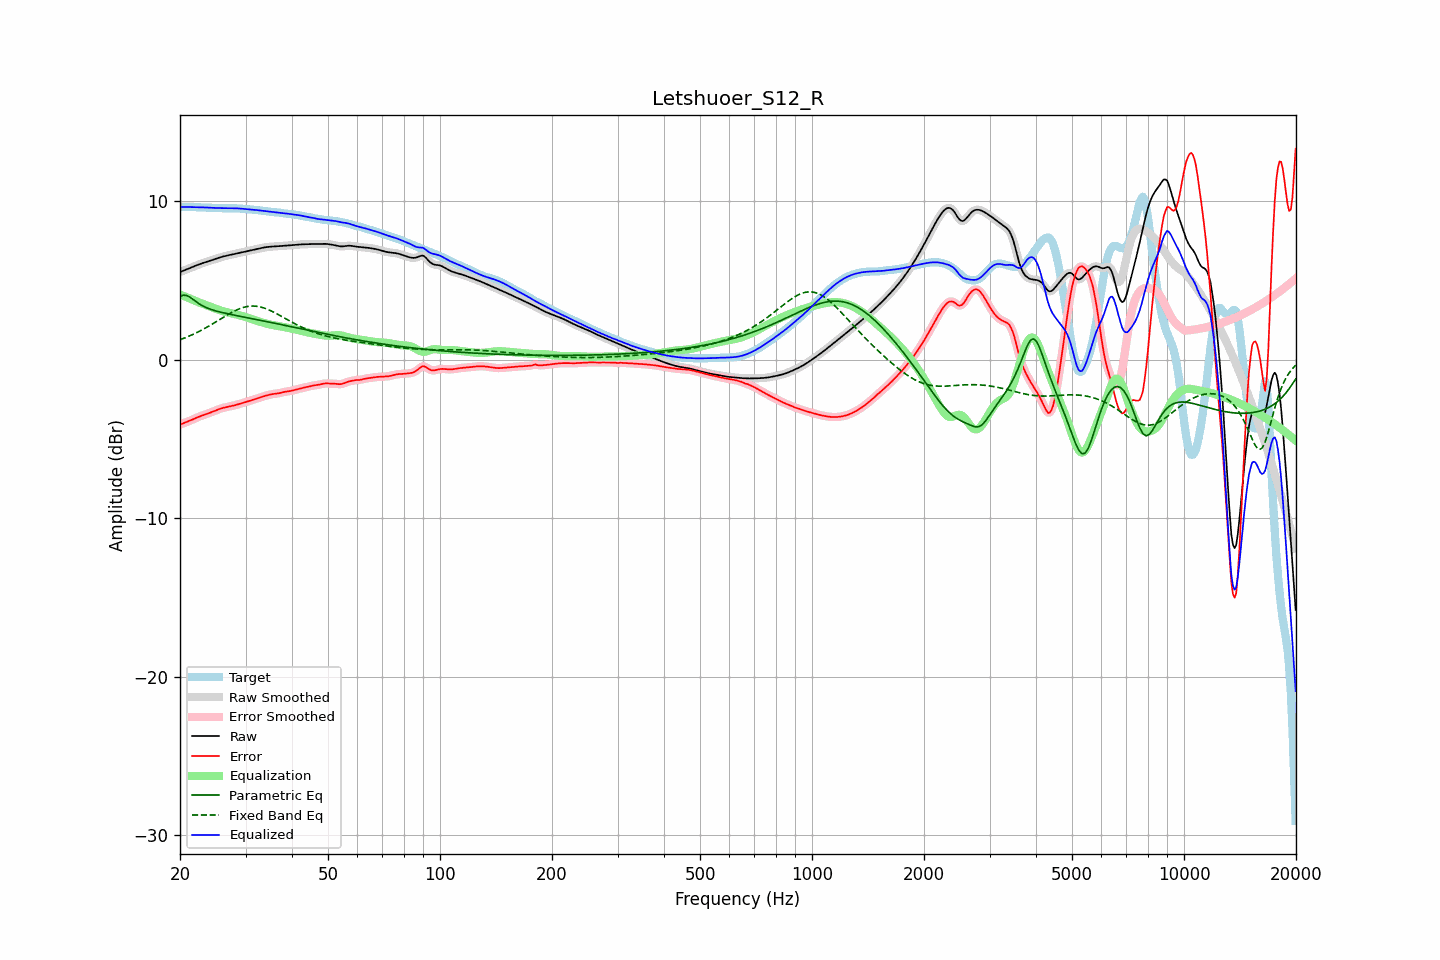 Letshuoer_S12_R
Amplitude (dBr)
10
0
−10
−20
−30
Target
Raw Smoothed
Error Smoothed
Raw
Error
Equalization
Parametric Eq
Fixed Band Eq
Equalized
20 50 100 200 500 1000 2000 5000 10000 20000
Frequency (Hz)